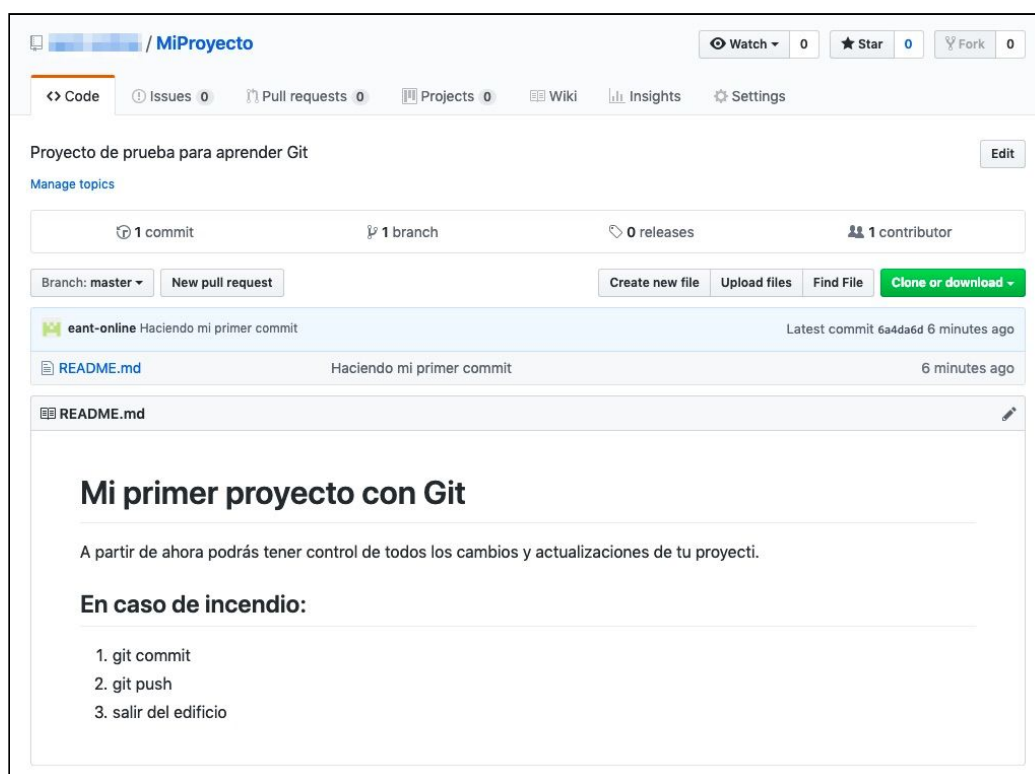 / MiProyecto
Watch 0 Star 0 Fork 0
Code Issues 0 Pull requests 0 Projects 0 Wiki Insights Settings
Proyecto de prueba para aprender Git
Edit
Manage topics
1 commit 1 branch 0 releases 1 contributor
Branch: master New pull request Create new file Upload files Find File Clone or download
eant-online Haciendo mi primer commit Latest commit 6a4da6d 6 minutes ago
README.md Haciendo mi primer commit 6 minutes ago
README.md
Mi primer proyecto con Git
A partir de ahora podrás tener control de todos los cambios y actualizaciones de tu proyecti.
En caso de incendio:
1. git commit
2. git push
3. salir del edificio